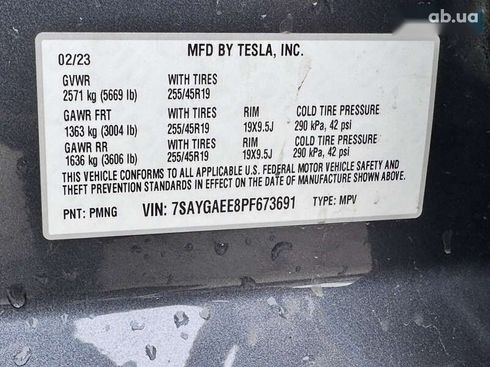 ab.ua
MFD BY TESLA, INC.
02/23
GVWR WITH TIRES
2571 kg (5669 lb) 255/45R19
GAWR FRT WITH TIRES RIM COLD TIRE PRESSURE
1363 kg (3004 lb) 255/45R19 19X9.5J 290 kPa, 42 psi
GAWR RR WITH TIRES RIM COLD TIRE PRESSURE
1636 kg (3606 lb) 255/45R19 19X9.5J 290 kPa, 42 psi
THIS VEHICLE CONFORMS TO ALL APPLICABLE U.S. FEDERAL MOTOR VEHICLE SAFETY AND
THEFT PREVENTION STANDARDS IN EFFECT ON THE DATE OF MANUFACTURE SHOWN ABOVE.
PNT: PMNG VIN: 7SAYGAEE8PF673691 TYPE: MPV